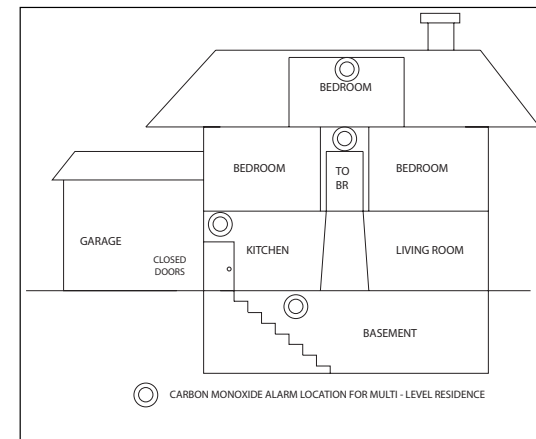 BEDROOM
BEDROOM
TO
BR
BEDROOM
GARAGE
CLOSED
DOORS
KITCHEN
LIVING ROOM
BASEMENT
CARBON MONOXIDE ALARM LOCATION FOR MULTI - LEVEL RESIDENCE